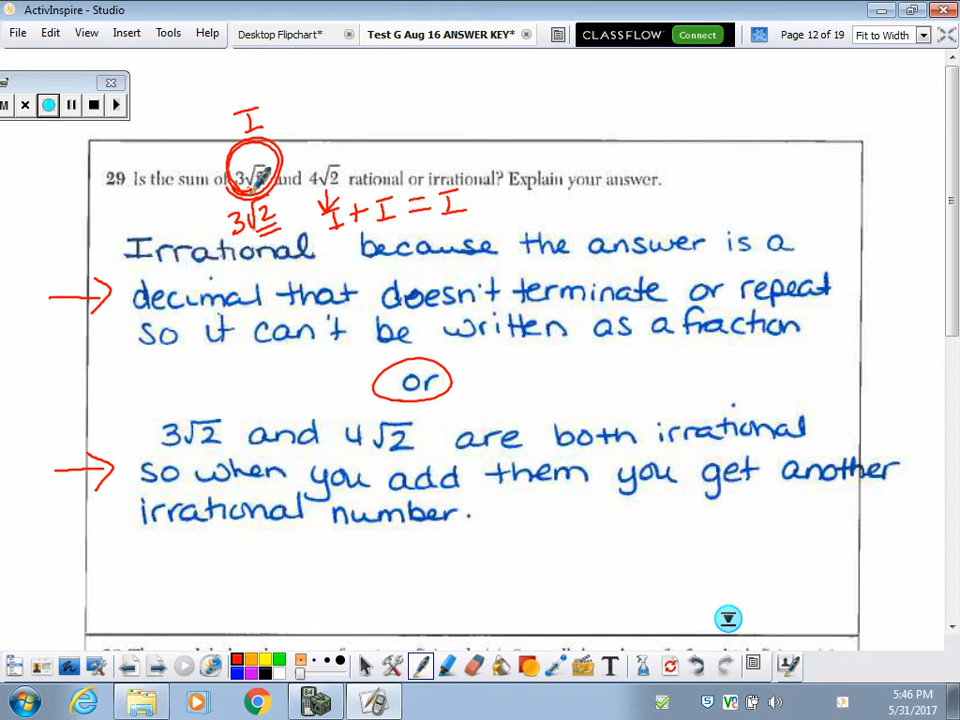 ActivInspire - Studio
File Edit View Insert Tools Help Desktop Flipchart* Test G Aug 16 ANSWER KEY* CLASSFLOW Connect Page 12 of 19 Fit to Width
M
I
29 Is the sum of 3√ and 4√2 rational or irrational? Explain your answer.
3√2 I + I = I
Irrational because the answer is a
decimal that doesn't terminate or repeat
so it can't be written as a fraction
or
3√2 and 4√2 are both irrational
so when you add them you get another
irrational number.
T
5:46 PM
5/31/2017